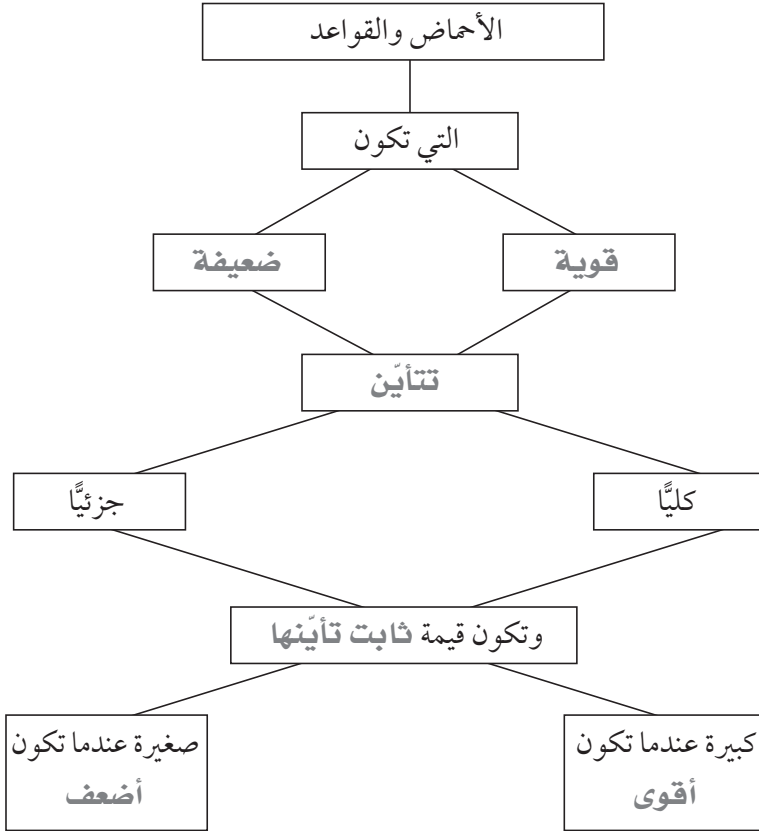 الأحماض والقواعد
التي تكون
قوية
ضعيفة
تتأيّن
كليًّا
جزئيًّا
وتكون قيمة ثابت تأيّنها
كبيرة عندما تكون
أقوى
صغيرة عندما تكون
أضعف